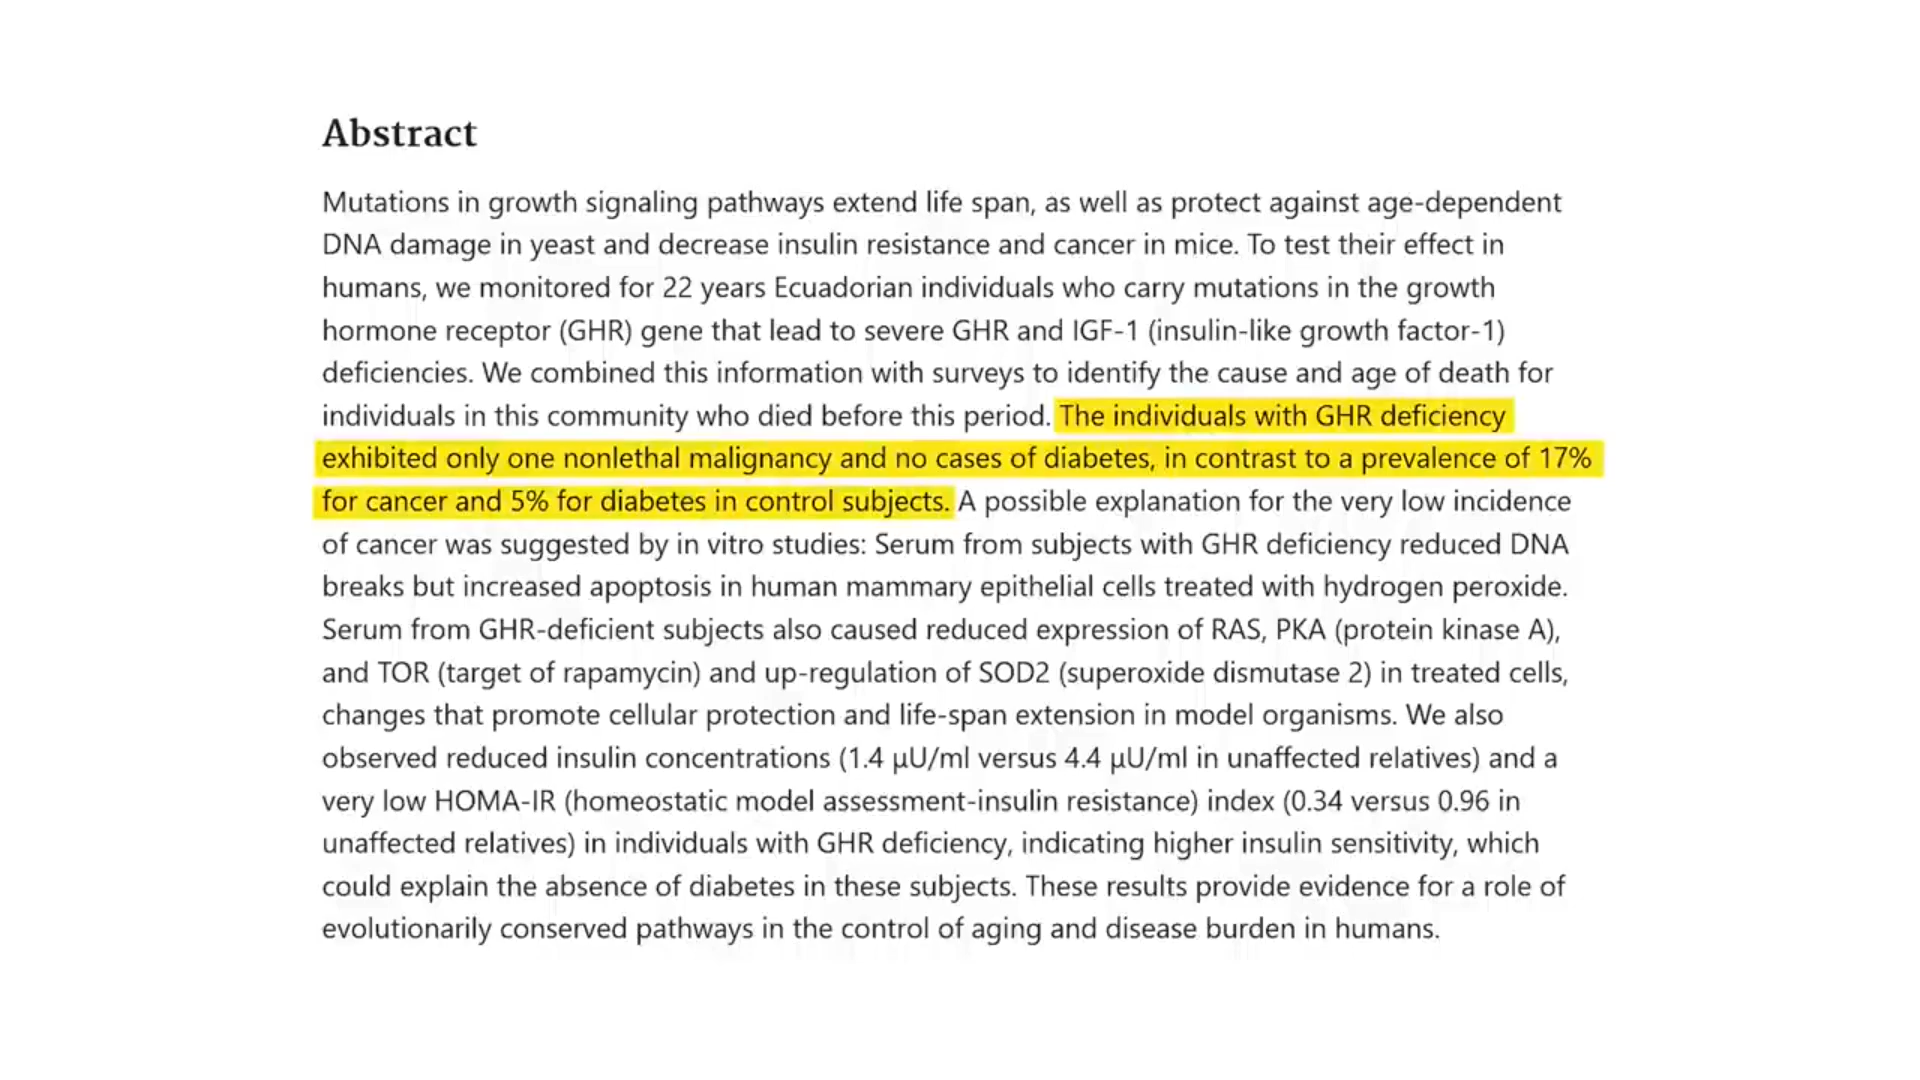 Abstract
Mutations in growth signaling pathways extend life span, as well as protect against age-dependent
DNA damage in yeast and decrease insulin resistance and cancer in mice. To test their effect in
humans, we monitored for 22 years Ecuadorian individuals who carry mutations in the growth
hormone receptor (GHR) gene that lead to severe GHR and IGF-1 (insulin-like growth factor-1)
deficiencies. We combined this information with surveys to identify the cause and age of death for
individuals in this community who died before this period. The individuals with GHR deficiency
exhibited only one nonlethal malignancy and no cases of diabetes, in contrast to a prevalence of 17%
for cancer and 5% for diabetes in control subjects. A possible explanation for the very low incidence
of cancer was suggested by in vitro studies: Serum from subjects with GHR deficiency reduced DNA
breaks but increased apoptosis in human mammary epithelial cells treated with hydrogen peroxide.
Serum from GHR-deficient subjects also caused reduced expression of RAS, PKA (protein kinase A),
and TOR (target of rapamycin) and up-regulation of SOD2 (superoxide dismutase 2) in treated cells,
changes that promote cellular protection and life-span extension in model organisms. We also
observed reduced insulin concentrations (1.4 μU/ml versus 4.4 μU/ml in unaffected relatives) and a
very low HOMA-IR (homeostatic model assessment-insulin resistance) index (0.34 versus 0.96 in
unaffected relatives) in individuals with GHR deficiency, indicating higher insulin sensitivity, which
could explain the absence of diabetes in these subjects. These results provide evidence for a role of
evolutionarily conserved pathways in the control of aging and disease burden in humans.